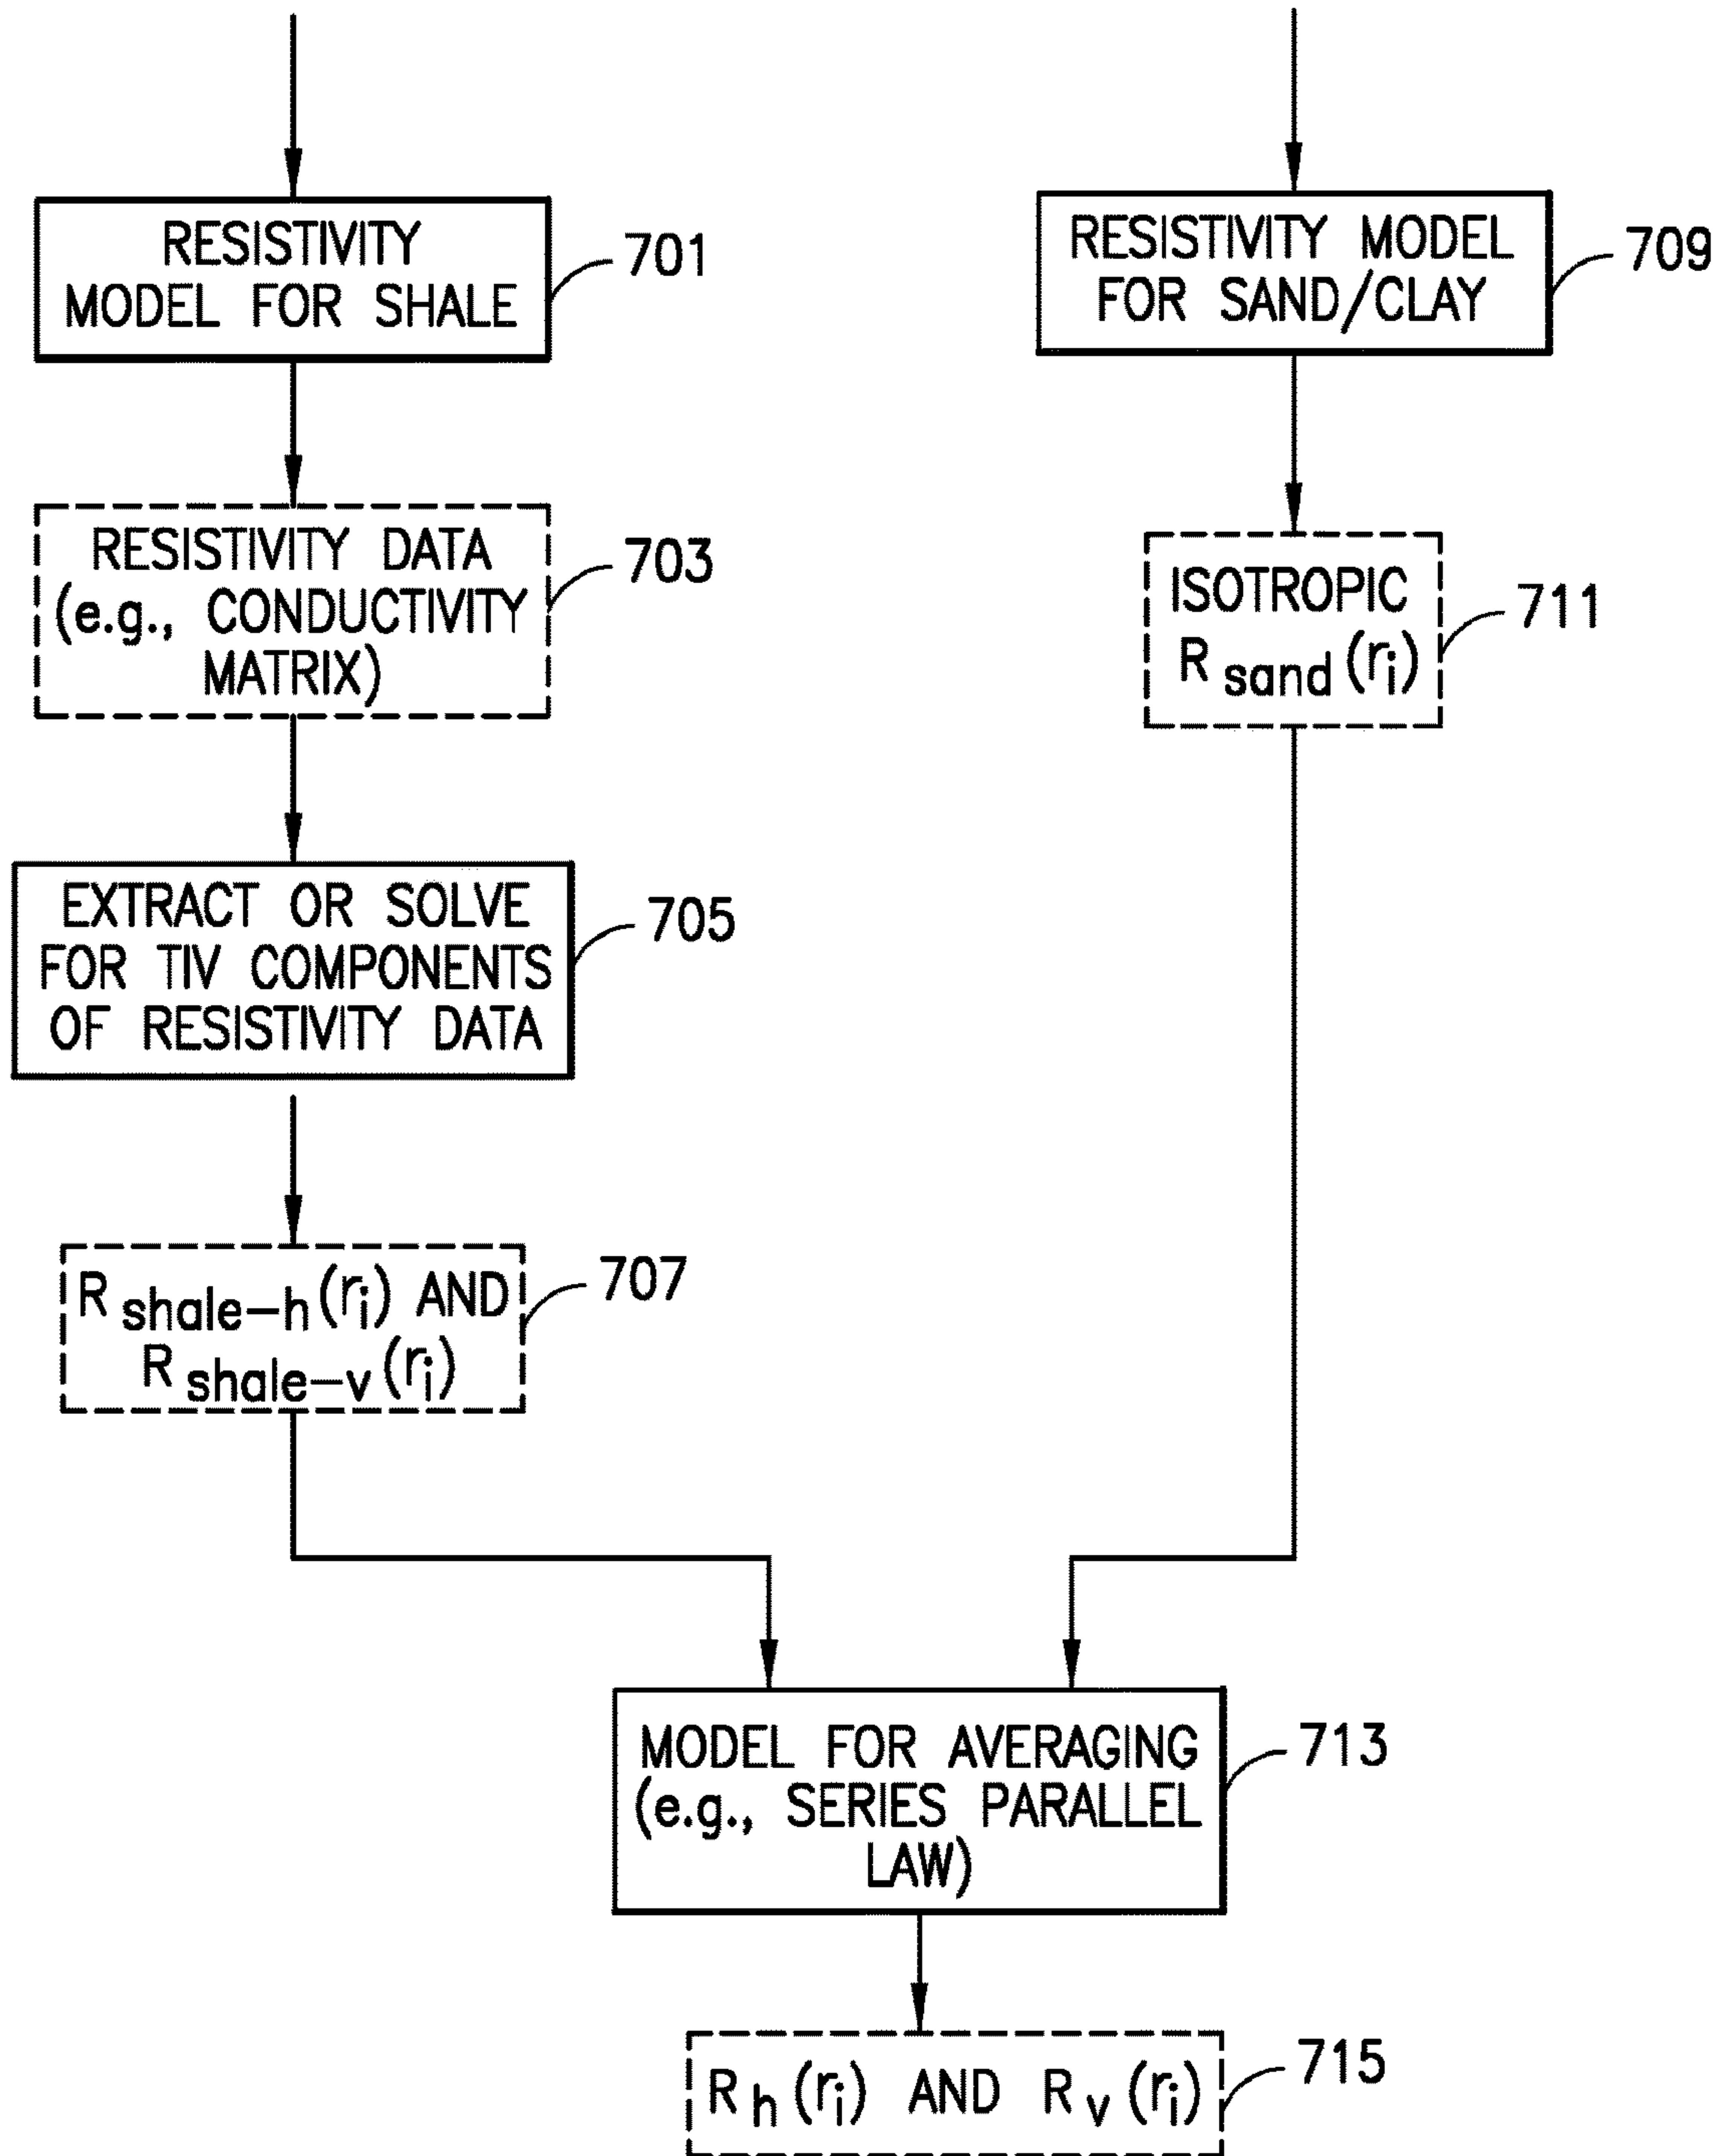 RESISTIVITY
MODEL FOR SHALE
701
RESISTIVITY DATA
(e.g., CONDUCTIVITY
MATRIX)
703
EXTRACT OR SOLVE
FOR TIV COMPONENTS
OF RESISTIVITY DATA
705
R shale-h (ri) AND
R shale-v (ri)
707
RESISTIVITY MODEL
FOR SAND/CLAY
709
ISOTROPIC
R sand (ri)
711
MODEL FOR AVERAGING
(e.g., SERIES PARALLEL
LAW)
713
R h (ri) AND R v (ri)
715